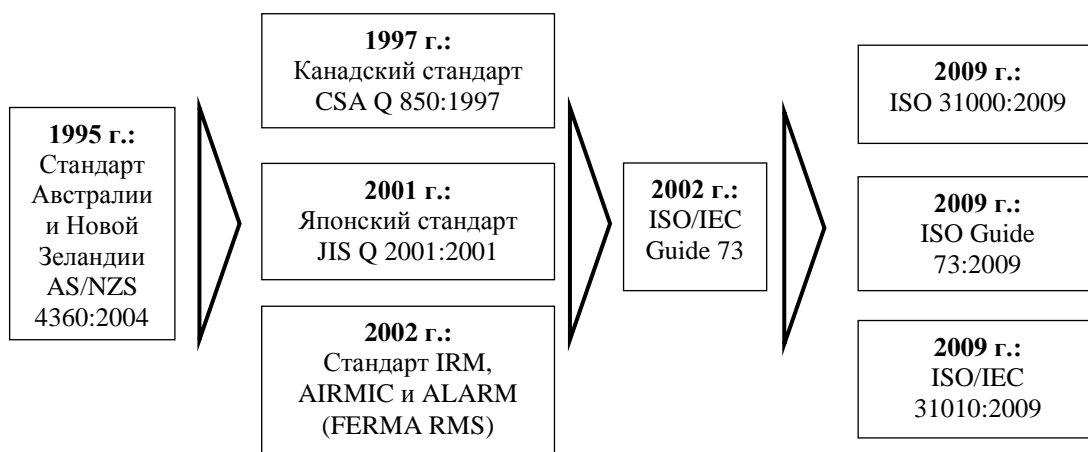 1995 г.:
Стандарт
Австралии
и Новой
Зеландии
AS/NZS
4360:2004
1997 г.:
Канадский стандарт
CSA Q 850:1997
2001 г.:
Японский стандарт
JIS Q 2001:2001
2002 г.:
Стандарт IRM,
AIRMIC и ALARM
(FERMA RMS)
2002 г.:
ISO/IEC
Guide 73
2009 г.:
ISO 31000:2009
2009 г.:
ISO Guide
73:2009
2009 г.:
ISO/IEC
31010:2009